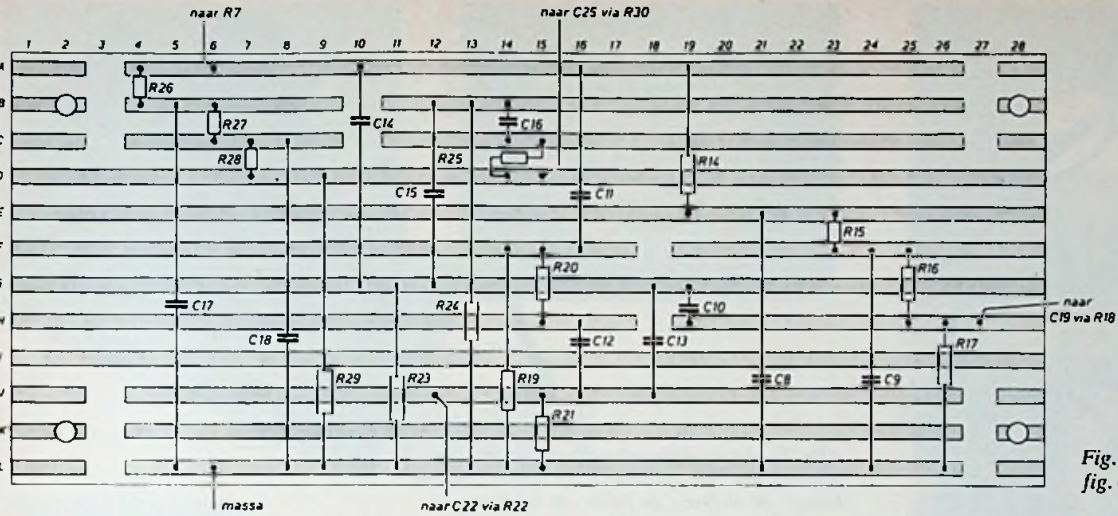 naar R7
naar C25 via R30
1 2 3 4 5 6 7 8 9 10 11 12 13 14 15 16 17 18 19 20 21 22 23 24 25 26 27 28
A
R26
B
R27
C14
C16
C
R28
R25
R14
D
C15
C11
E
R15
F
R20
R16
G
C17
R24
C10
naar
C19 via R18
H
C18
C12
C13
R17
R29
R23
R19
C8
C9
R21
K
L
Fig.
fig.
massa
naar C22 via R22